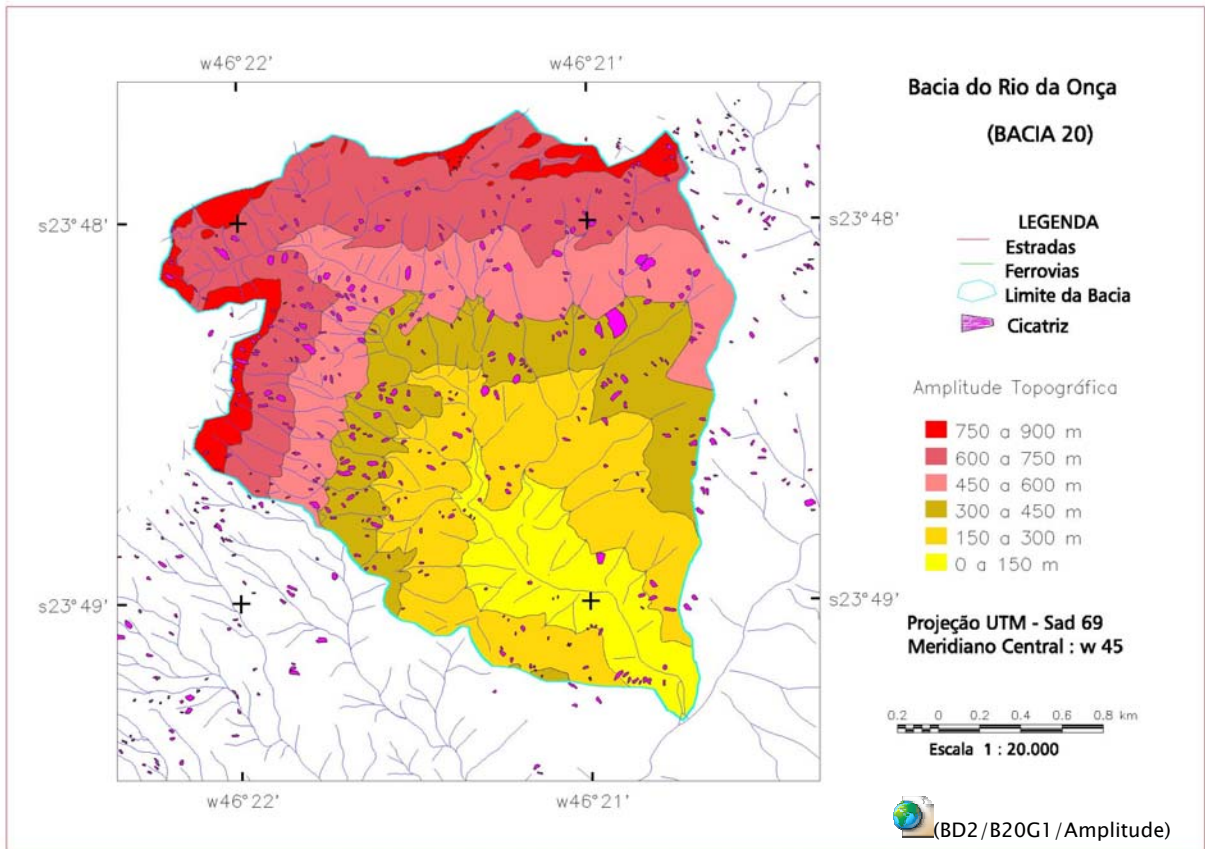 w46°22'
w46°21'
Bacia do Rio da Onça
(BACIA 20)
s23°48'
s23°48'
LEGENDA
Estradas
Ferrovias
Limite da Bacia
Cicatriz
Amplitude Topográfica
750 a 900 m
600 a 750 m
450 a 600 m
300 a 450 m
150 a 300 m
0 a 150 m
s23°49'
s23°49'
Projeção UTM - Sad 69
Meridiano Central : w 45
0.2 0 0.2 0.4 0.6 0.8 km
Escala 1 : 20.000
w46°22'
w46°21'
(BD2/B20G1/Amplitude)